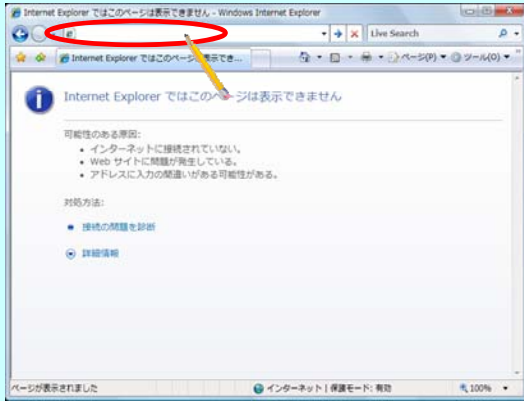 Internet Explorer ではこのページは表示できません - Windows Internet Explorer
Live Search
Internet Explorer ではこのページ 表示でき...
ページ(P)
ツール(O)
Internet Explorer ではこのページは表示できません
可能性のある原因:
• インターネットに接続されていない。
• Web サイトに問題が発生している。
• アドレスに入力の間違いがある可能性がある。
対処方法:
• 接続の問題を診断
詳細情報
ページが表示されました
インターネット | 保護モード: 有効
100%